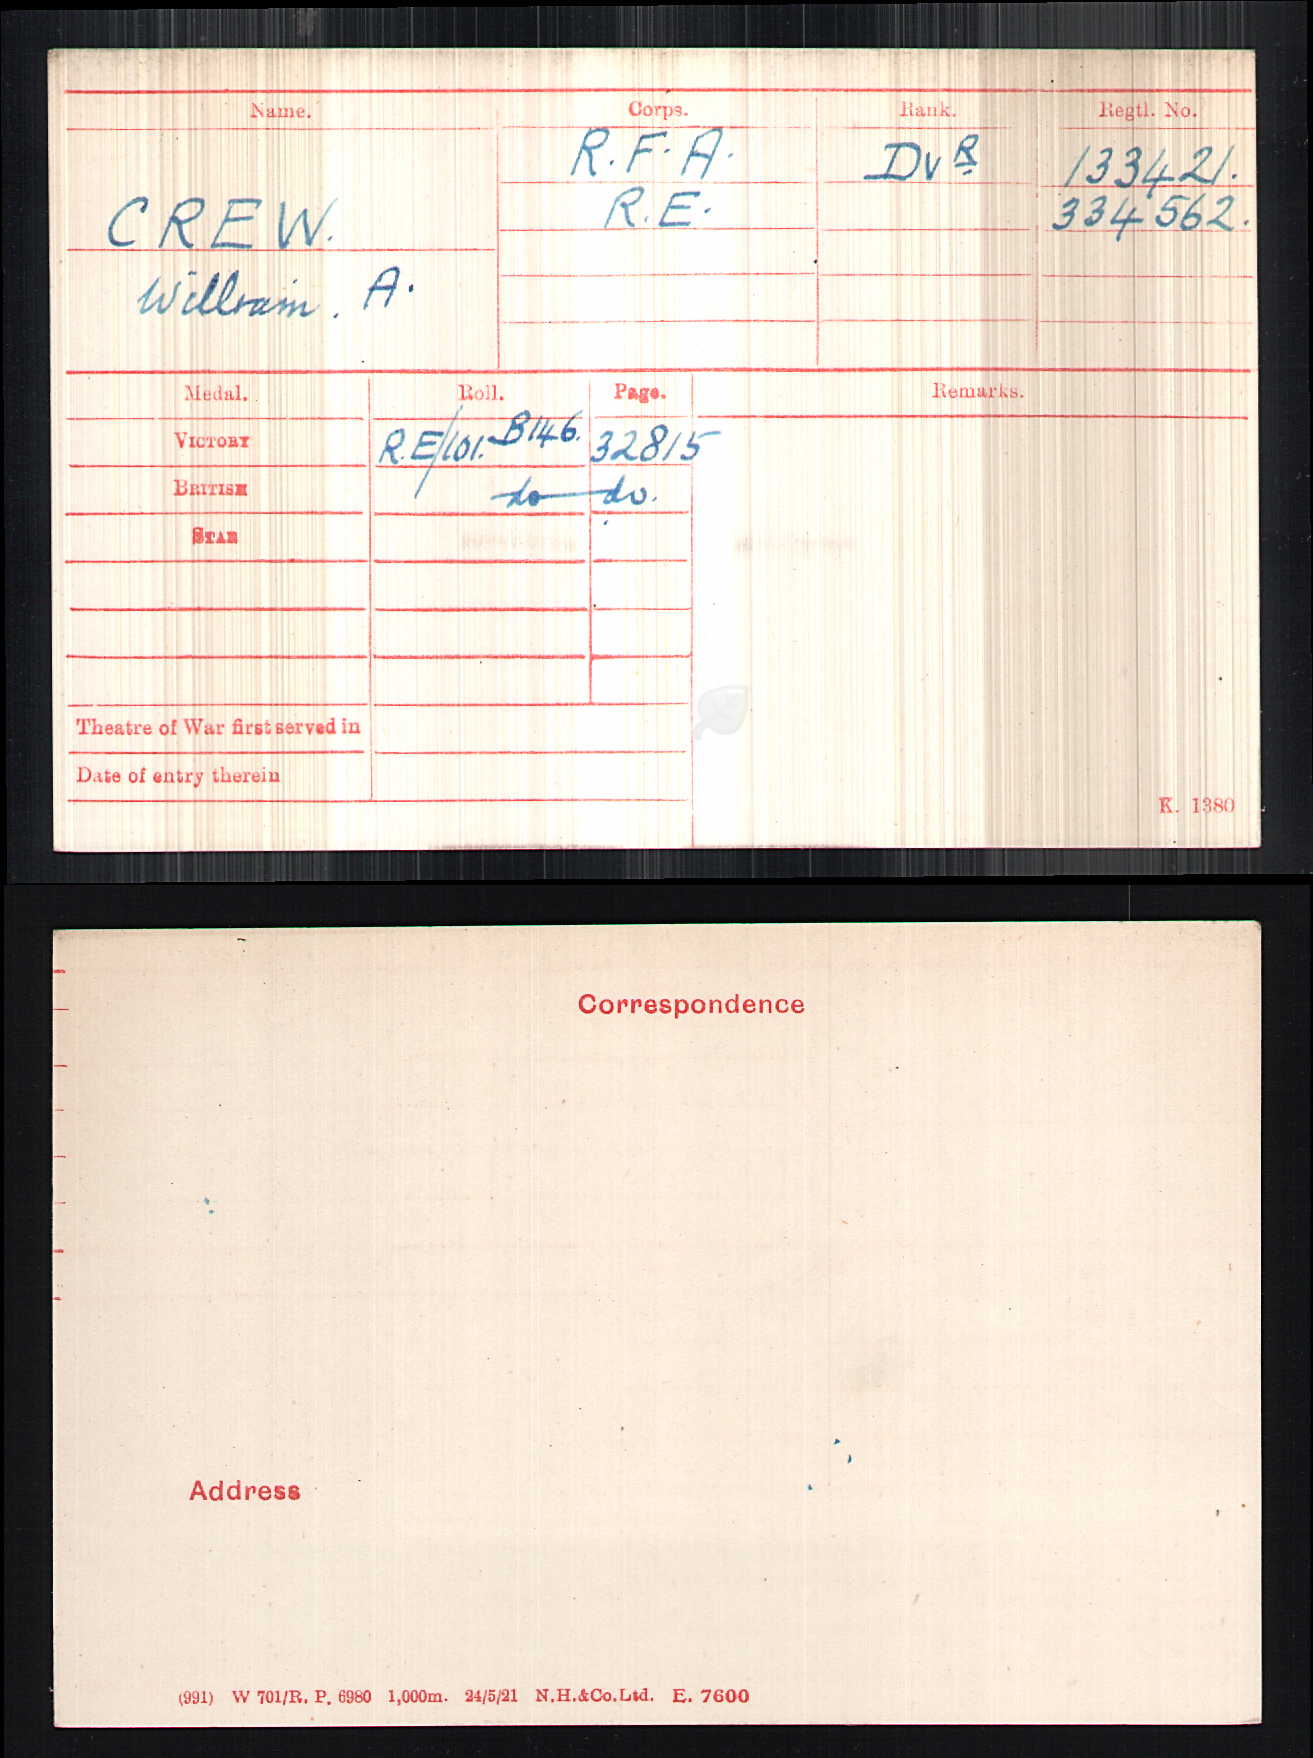 Name. Corps. Rank. Regtl. No.
R.F.A. Dvʀ 133421.
CREW. R.E. 334562.
William. A.
Medal. Roll. Page. Remarks.
VICTORY R.E/101.B146. 32815
BRITISH do do.
STAR
Theatre of War first served in
Date of entry therein
K. 1380
Correspondence
Address
(991) W 701/R. P. 6980 1,000m. 24/5/21 N.H.&Co.Ltd. E. 7600